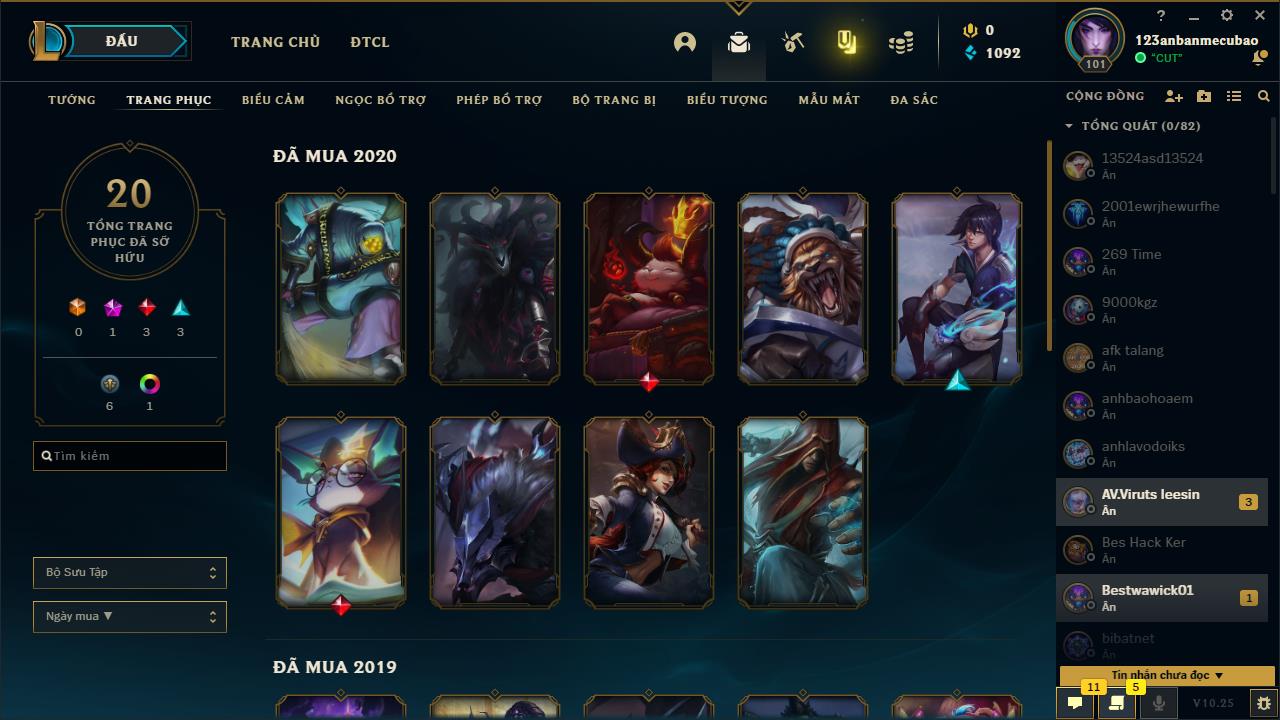 ĐẤU
TRANG CHỦ
ĐTCL
0
1092
?
123anbanmecubao
"CUT"
101
TƯỚNG
TRANG PHỤC
BIỂU CẢM
NGỌC BỔ TRỢ
PHÉP BỔ TRỢ
BỘ TRANG BỊ
BIỂU TƯỢNG
MẪU MẮT
ĐA SẮC
CỘNG ĐỒNG
TỔNG QUÁT (0/82)
20
TỔNG TRANG
PHỤC ĐÃ SỞ
HỮU
0
1
3
3
6
1
Tìm kiếm
Bộ Sưu Tập
Ngày mua ▼
ĐÃ MUA 2020
ĐÃ MUA 2019
13524asd13524
Ẩn
2001ewrjhewurfhe
Ẩn
269 Time
Ẩn
9000kgz
Ẩn
afk talang
Ẩn
anhbaohoaem
Ẩn
anhlavodoiks
Ẩn
AV.Viruts leesin
Ẩn
3
Bes Hack Ker
Ẩn
Bestwawick01
Ẩn
1
bibatnet
Ẩn
Tin nhắn chưa đọc
11
5
V10.25